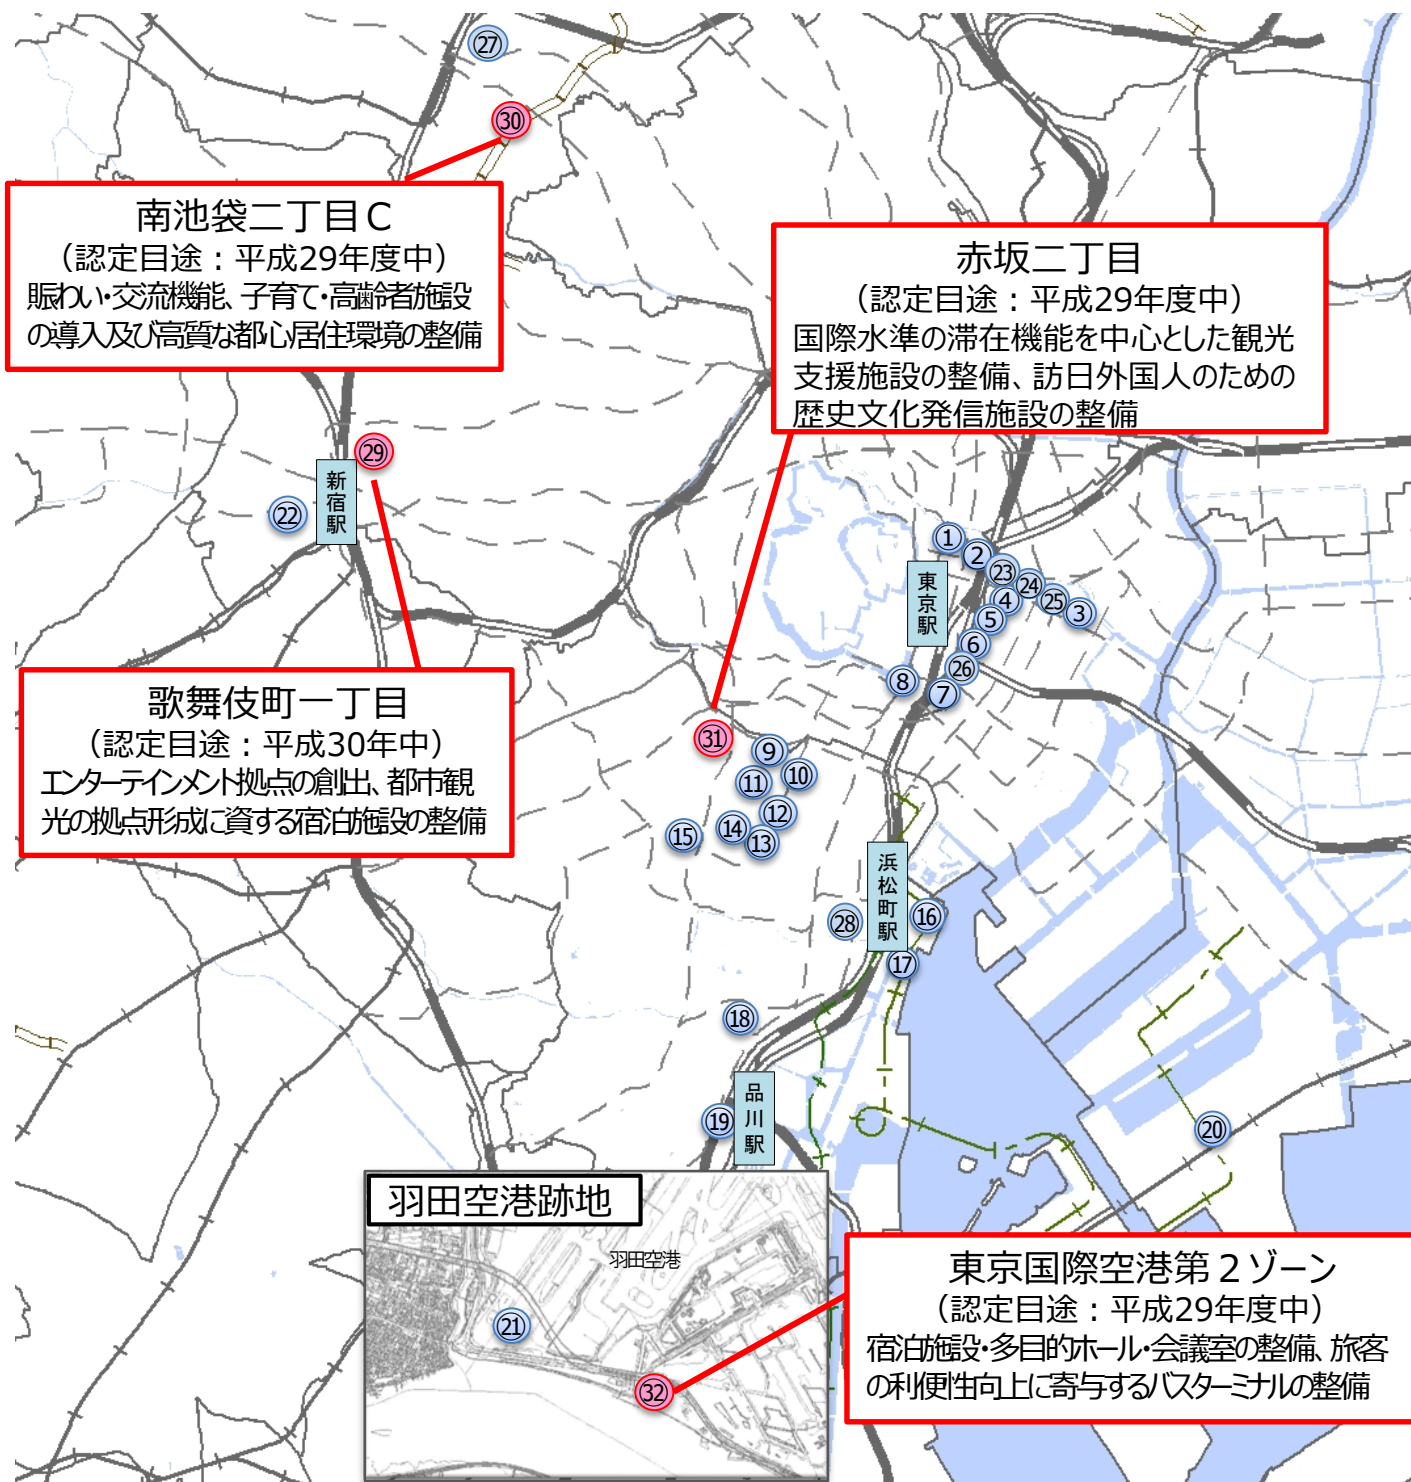 ㉗
㉚
南池袋二丁目C
（認定目途：平成29年度中）
賑わい・交流機能、子育て・高齢者施設
の導入及び高質な都心居住環境の整備
赤坂二丁目
（認定目途：平成29年度中）
国際水準の滞在機能を中心とした観光
支援施設の整備、訪日外国人のための
歴史文化発信施設の整備
㉙
新宿駅
㉒
①
②
㉓
㉔
㉕
③
④
⑤
⑥
㉖
⑦
⑧
東京駅
歌舞伎町一丁目
（認定目途：平成30年中）
エンターテインメント拠点の創出、都市観
光の拠点形成に資する宿泊施設の整備
㉛
⑨
⑩
⑪
⑫
⑬
⑭
⑮
浜松町駅
㉘
⑯
⑰
⑱
⑲
品川駅
⑳
羽田空港跡地
羽田空港
㉑
㉜
東京国際空港第２ゾーン
（認定目途：平成29年度中）
宿泊施設・多目的ホール・会議室の整備、旅客
の利便性向上に寄与するバスターミナルの整備